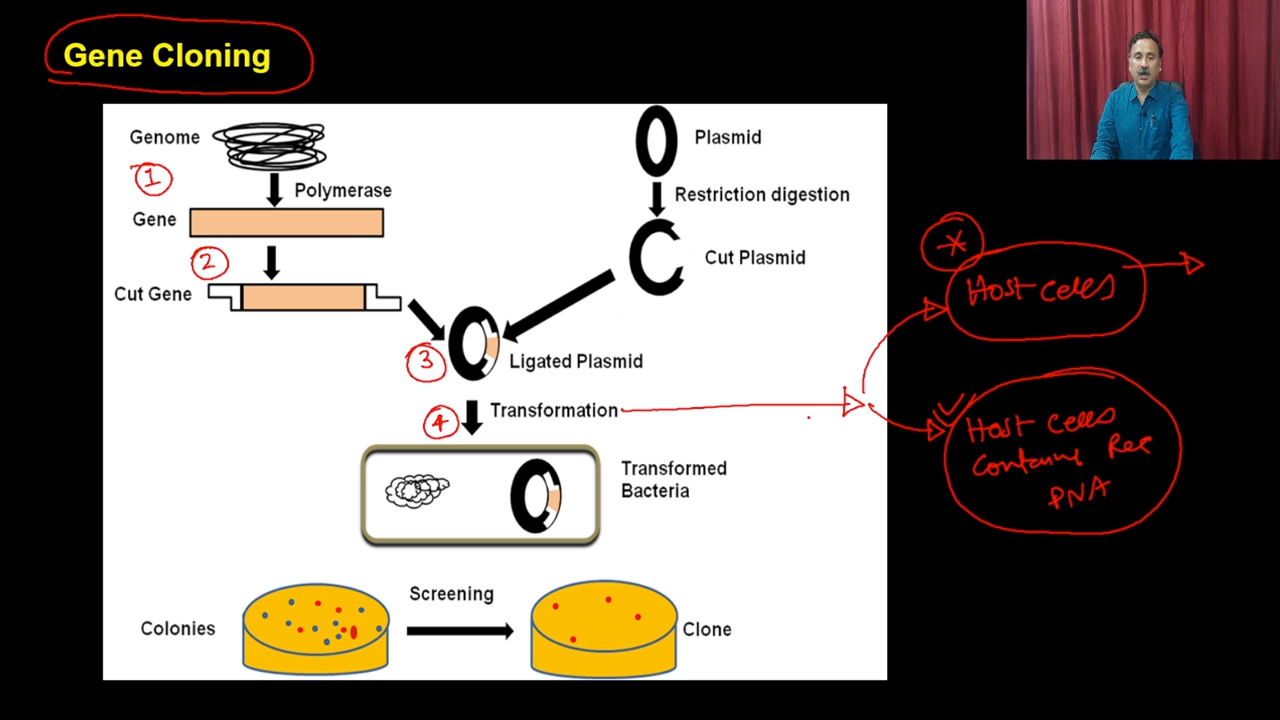 Gene Cloning
Genome
1
Polymerase
Gene
2
Cut Gene
Plasmid
Restriction digestion
Cut Plasmid
3
Ligated Plasmid
4
Transformation
Transformed
Bacteria
Colonies
Screening
Clone
Host cells
Host cells
Containing Rec
DNA